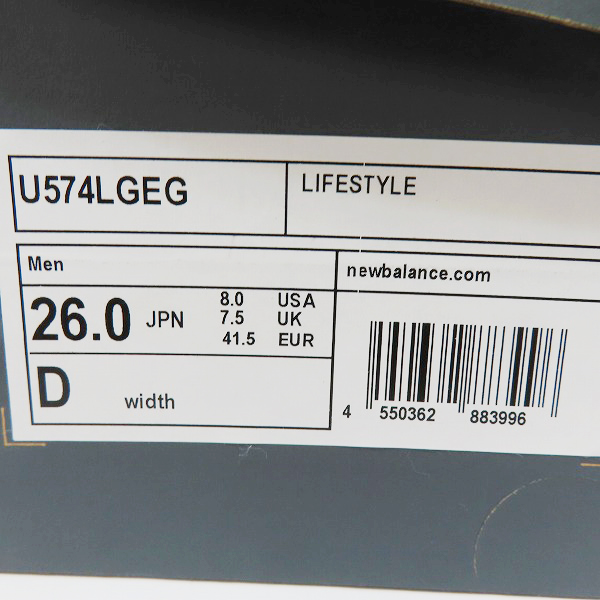 U574LGEG
LIFESTYLE
Men
newbalance.com
26.0 JPN
8.0 USA
7.5 UK
41.5 EUR
D width
4 550362 883996